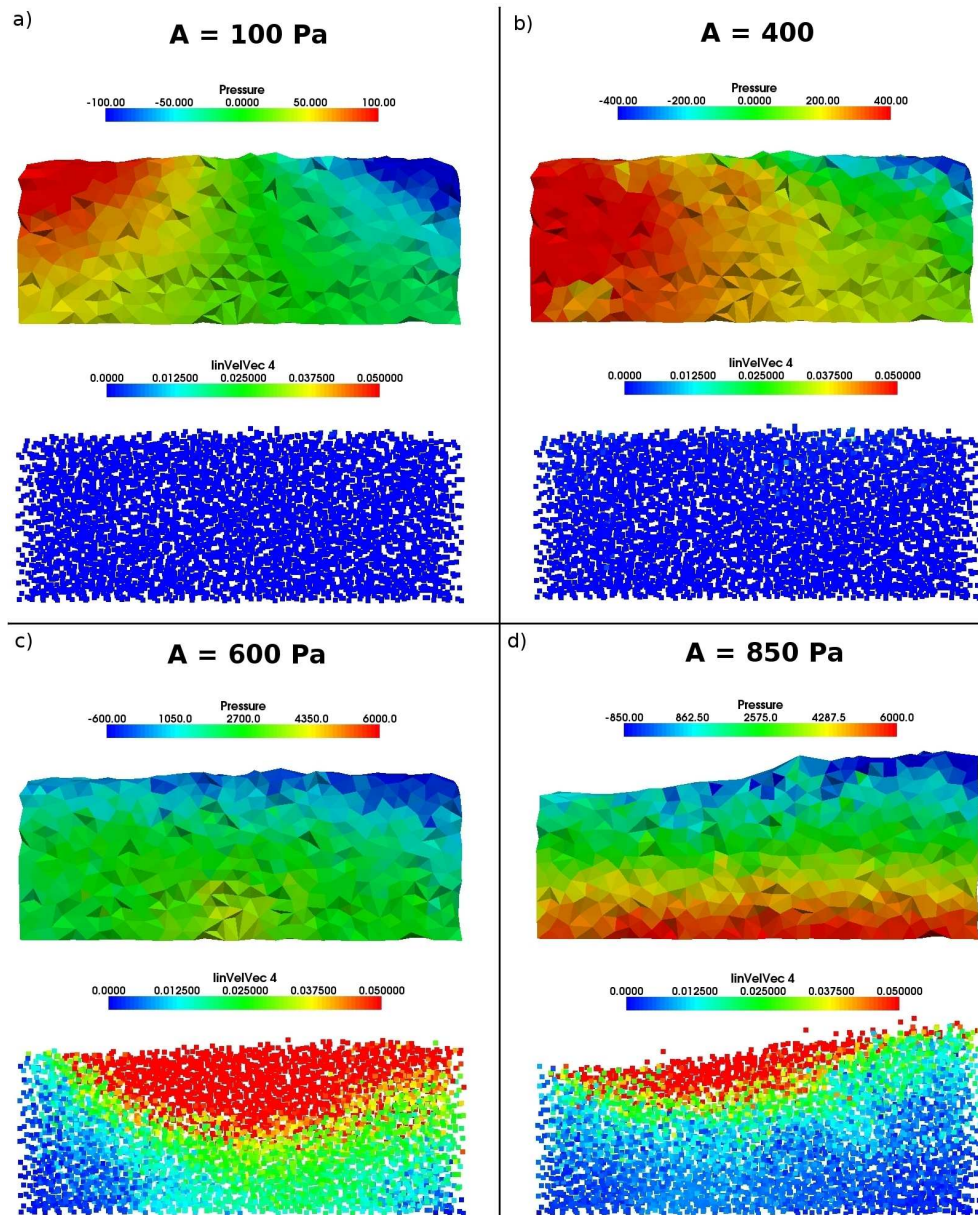 a)
A = 100 Pa
Pressure
-100.00 -50.000 0.0000 50.000 100.00
linVelVec 4
0.0000 0.012500 0.025000 0.037500 0.050000
b)
A = 400
Pressure
-400.00 -200.00 0.0000 200.00 400.00
linVelVec 4
0.0000 0.012500 0.025000 0.037500 0.050000
c)
A = 600 Pa
Pressure
-600.00 1050.0 2700.0 4350.0 6000.0
linVelVec 4
0.0000 0.012500 0.025000 0.037500 0.050000
d)
A = 850 Pa
Pressure
-850.00 862.50 2575.0 4287.5 6000.0
linVelVec 4
0.0000 0.012500 0.025000 0.037500 0.050000